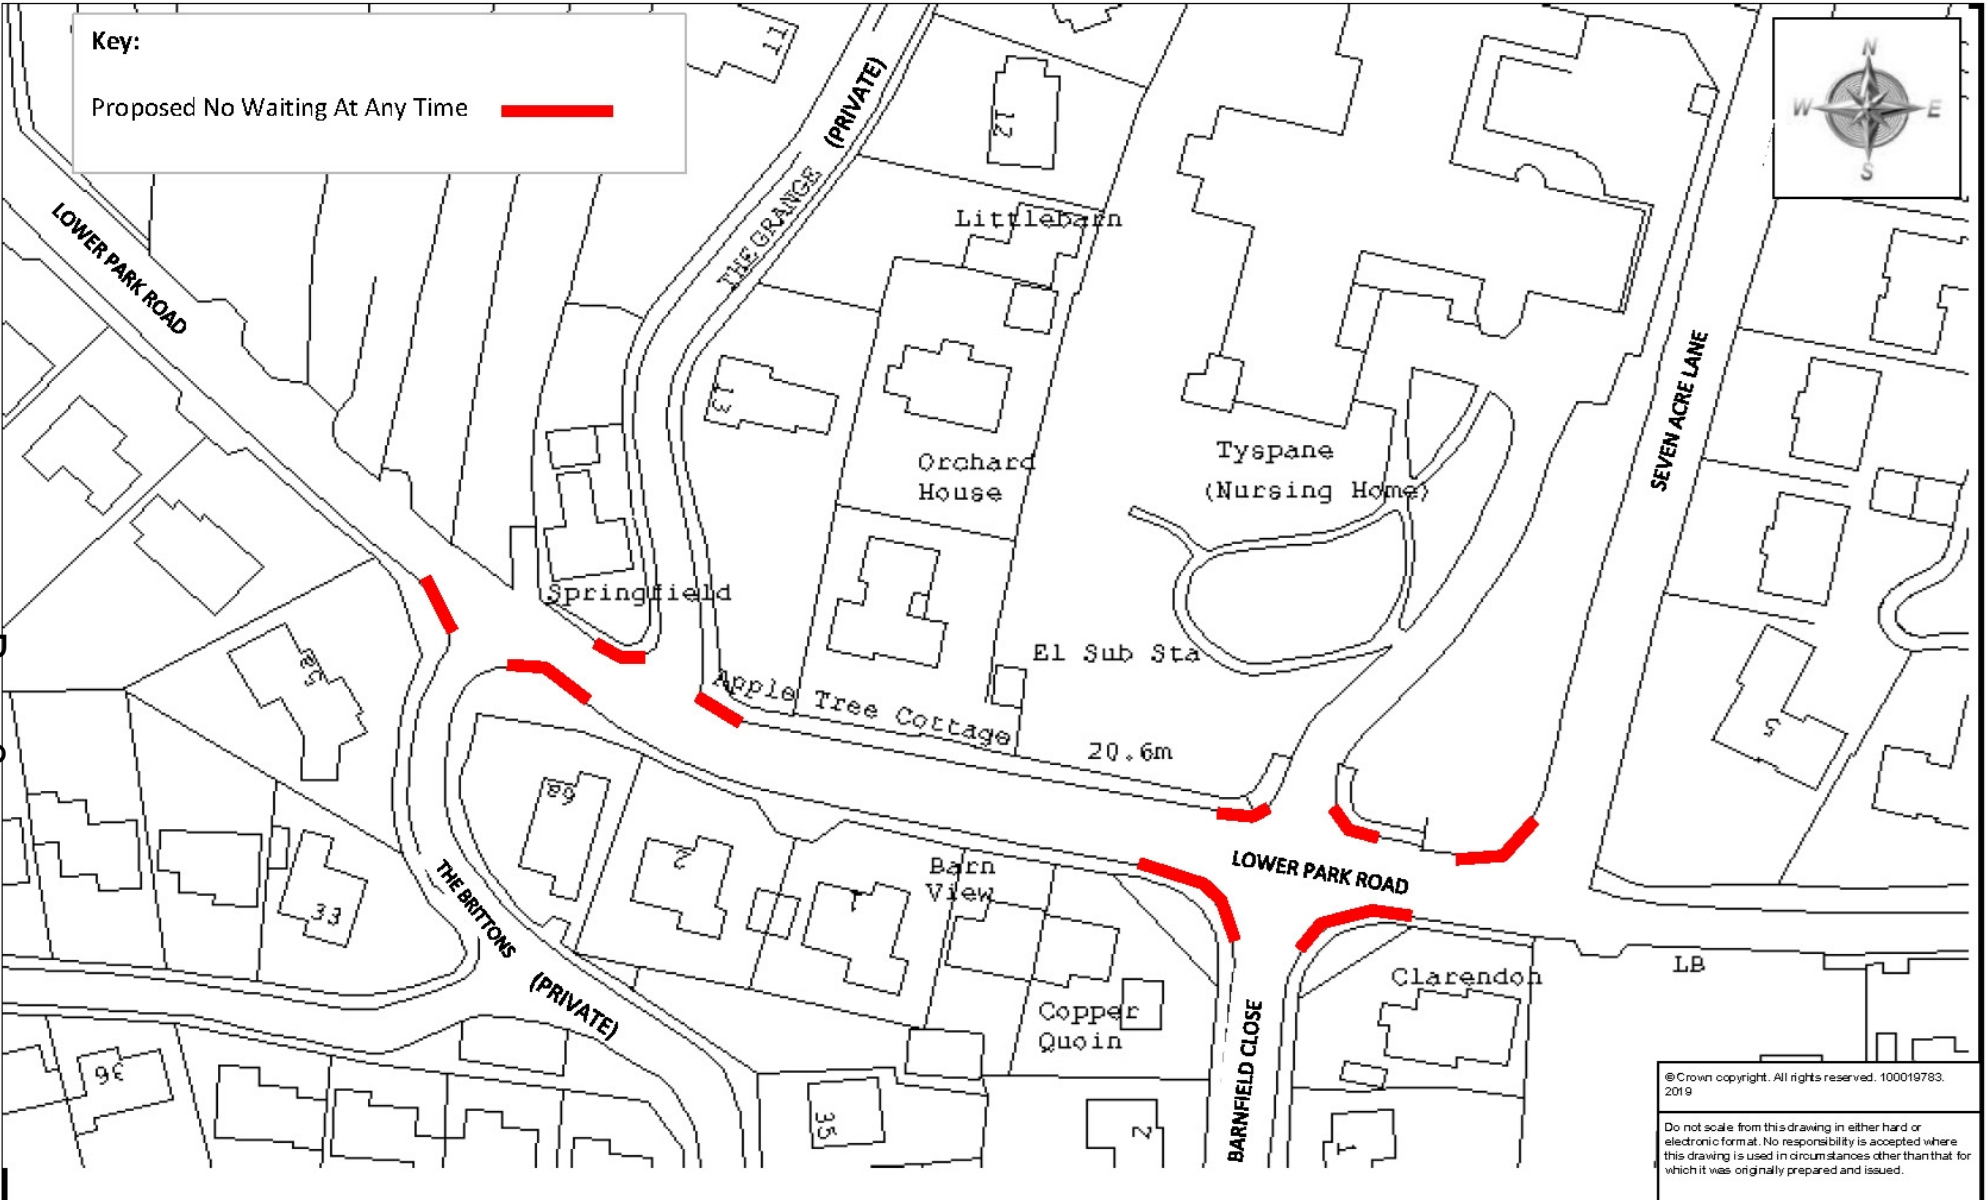 Key:
Proposed No Waiting At Any Time
N
W
E
S
11
(PRIVATE)
12
THE GRANGE
LOWER PARK ROAD
Littlebarn
13
Orchard
House
Tyspane
(Nursing Home)
SEVEN ACRE LANE
Springfield
El Sub Sta
Apple Tree Cottage
20.6m
5
6a
2
1
Barn
View
LOWER PARK ROAD
33
THE BRITTONS
(PRIVATE)
Copper
Quoin
Clarendon
LB
BARNFIELD CLOSE
36
35
2
1
© Crown copyright. All rights reserved. 100019783.
2019
Do not scale from this drawing in either hard or
electronic format. No responsibility is accepted where
this drawing is used in circumstances other than that for
which it was originally prepared and issued.